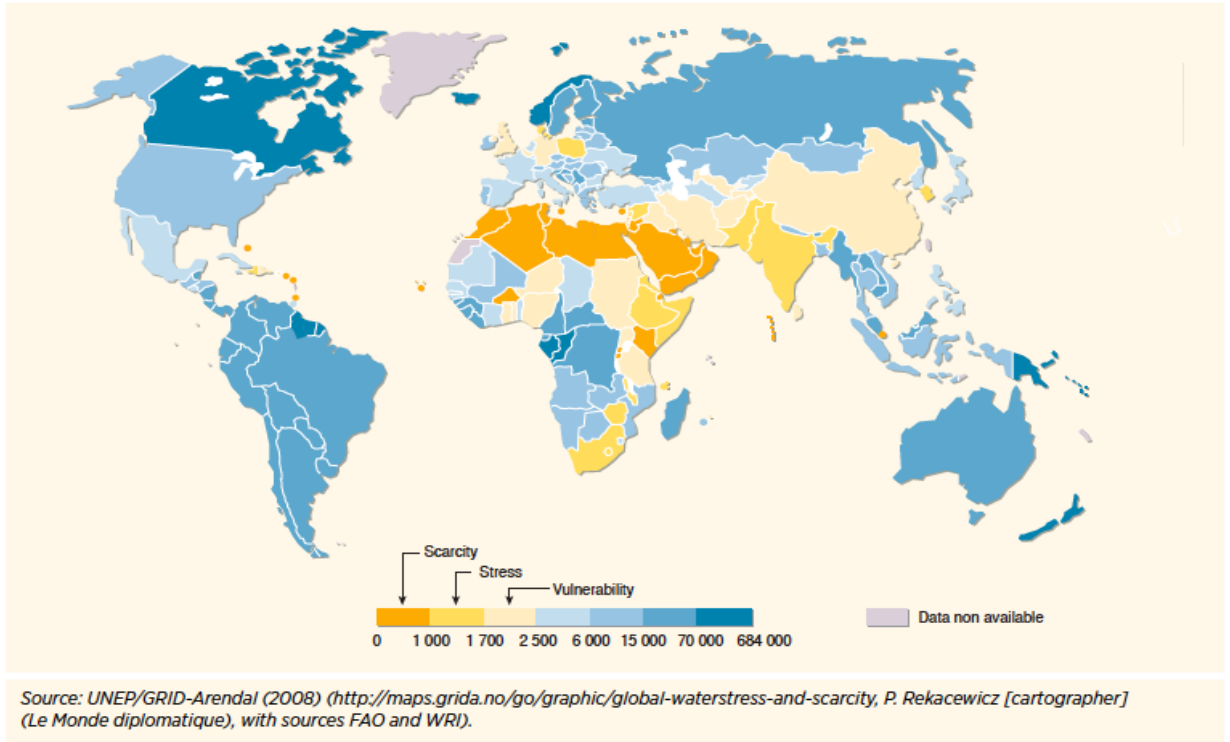 Scarcity
Stress
Vulnerability
0 1 000 1 700 2 500 6 000 15 000 70 000 684 000
Data non available
Source: UNEP/GRID-Arendal (2008) (http://maps.grida.no/go/graphic/global-waterstress-and-scarcity, P. Rekacewicz [cartographer]
(Le Monde diplomatique), with sources FAO and WRI).